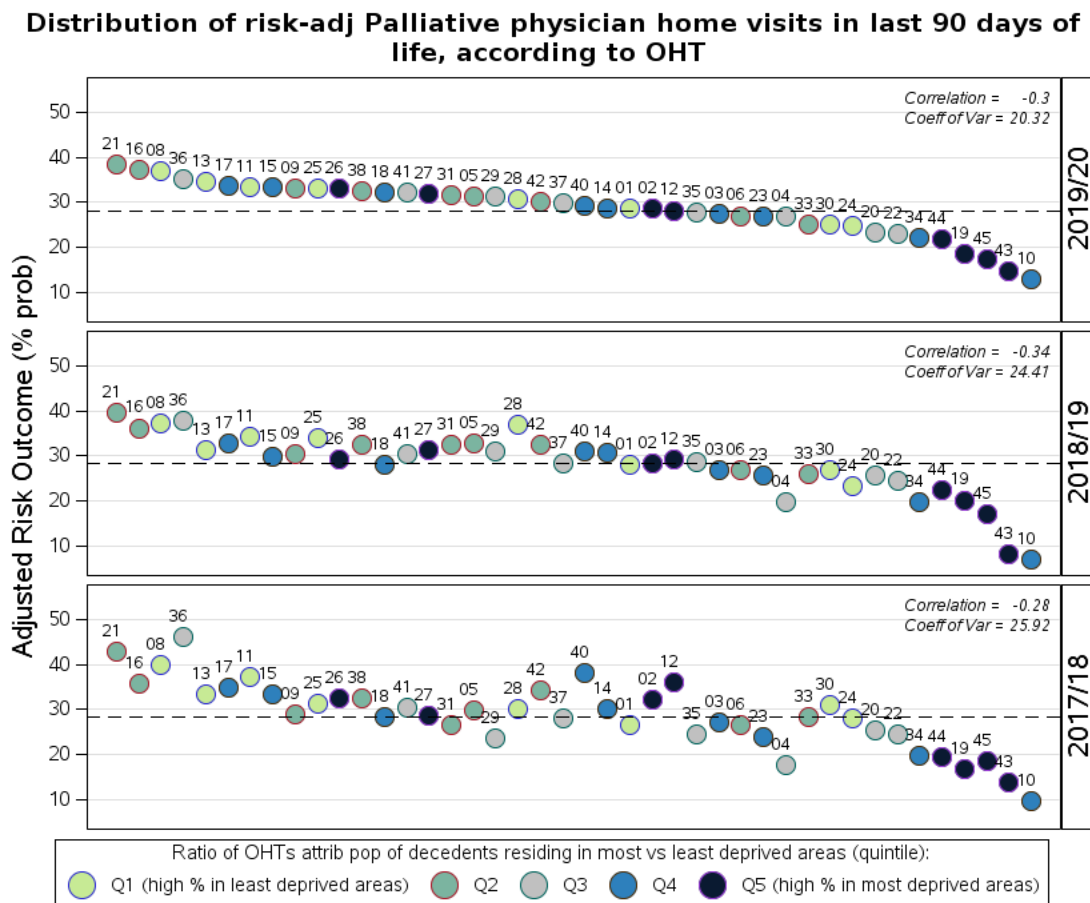 Distribution of risk-adj Palliative physician home visits in last 90 days of
life, according to OHT
Adjusted Risk Outcome (% prob)
Correlation = -0.3
Coeff of Var = 20.32
50
40
30
20
10
21 16 08 36 13 17 11 15 09 25 26 38 18 41 27 31 05 29 28 42 37 40 14 01 02 12 35 03 06 23 04 33 30 24 20 22 34 44 19 45 43 10
2019/20
Correlation = -0.34
Coeff of Var = 24.41
50
40
30
20
10
21 16 08 36 13 17 11 15 09 25 26 38 18 41 27 31 05 29 28 42 37 40 14 01 02 12 35 03 06 23 04 33 30 24 20 22 34 44 19 45 43 10
2018/19
Correlation = -0.28
Coeff of Var = 25.92
50
40
30
20
10
21 16 08 36 13 17 11 15 09 25 26 38 18 41 27 31 05 29 28 42 37 40 14 01 02 12 35 03 06 23 04 33 30 24 20 22 34 44 19 45 43 10
2017/18
Ratio of OHTs attrib pop of decedents residing in most vs least deprived areas (quintile):
Q1 (high % in least deprived areas) Q2 Q3 Q4 Q5 (high % in most deprived areas)